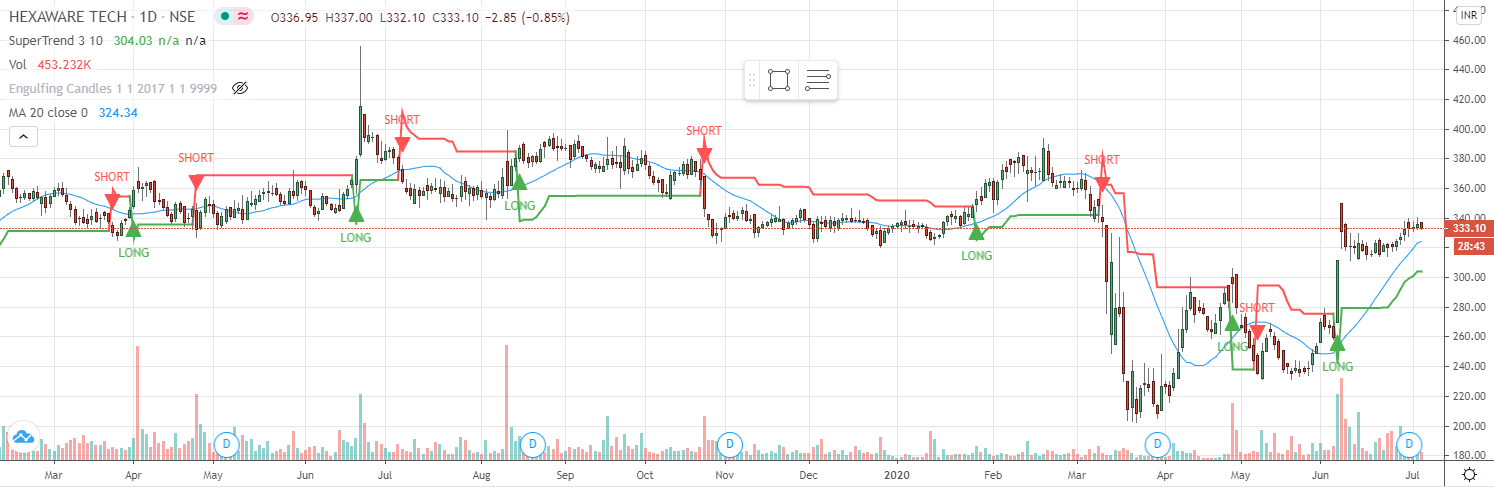 HEXAWARE TECH · 1D · NSE O336.95 H337.00 L332.10 C333.10 −2.85 (−0.85%)
SuperTrend 3 10 304.03 n/a n/a
Vol 453.232K
Engulfing Candles 1 1 2017 1 1 9999
MA 20 close 0 324.34
INR
460.00
440.00
420.00
400.00
380.00
360.00
340.00
333.10
28:43
300.00
280.00
260.00
240.00
220.00
200.00
180.00
SHORT
LONG
SHORT
LONG
SHORT
LONG
SHORT
LONG
SHORT
LONG
SHORT
LONG
D
D
D
D
D
Mar Apr May Jun Jul Aug Sep Oct Nov Dec 2020 Feb Mar Apr May Jun Jul